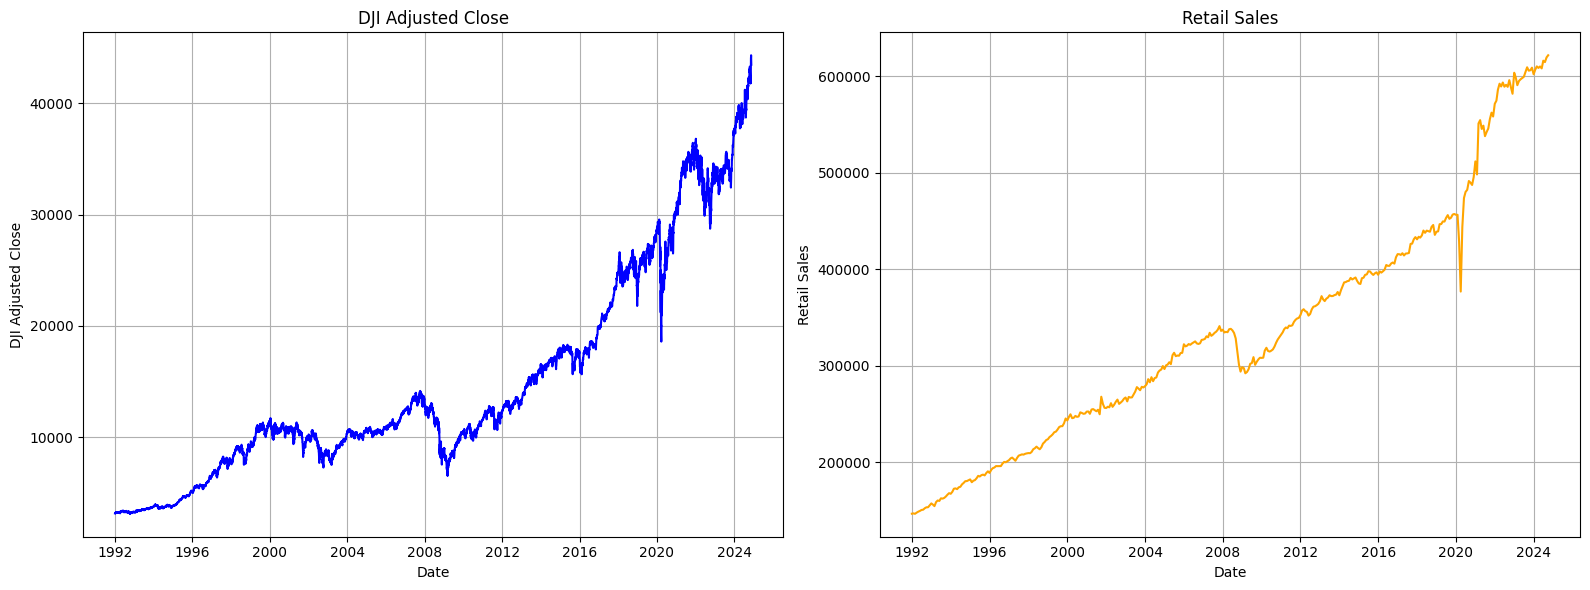 DJI Adjusted Close
DJI Adjusted Close
40000
30000
20000
10000
1992 1996 2000 2004 2008 2012 2016 2020 2024
Date
Retail Sales
Retail Sales
600000
500000
400000
300000
200000
1992 1996 2000 2004 2008 2012 2016 2020 2024
Date